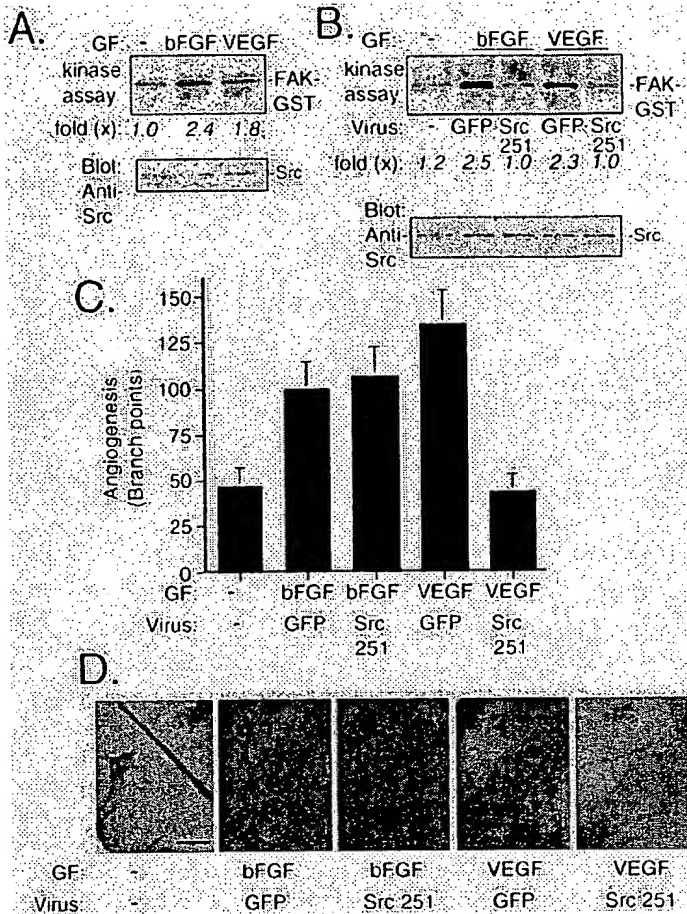 A.
GF: - bFGF VEGF
kinase assay
-FAK-GST
fold (x) 1.0 2.4 1.8
Blot: Anti-Src
-Src
B.
GF: - bFGF VEGF
kinase assay
-FAK-GST
Virus: - GFP Src 251 GFP Src 251
fold (x) 1.2 2.5 1.0 2.3 1.0
Blot: Anti-Src
-Src
C.
Angiogenesis
(Branch points)
150
125
100
75
50
25
0
GF: - bFGF bFGF VEGF VEGF
Virus: - GFP Src 251 GFP Src 251
D.
GF: - bFGF bFGF VEGF VEGF
Virus: - GFP Src 251 GFP Src 251